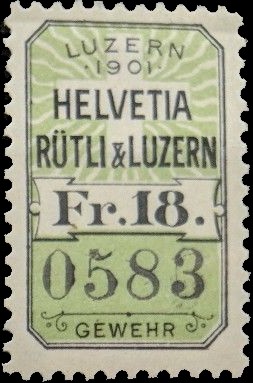 LUZERN
·1901·
HELVETIA
RÜTLI & LUZERN
Fr. 18.
0583
GEWEHR